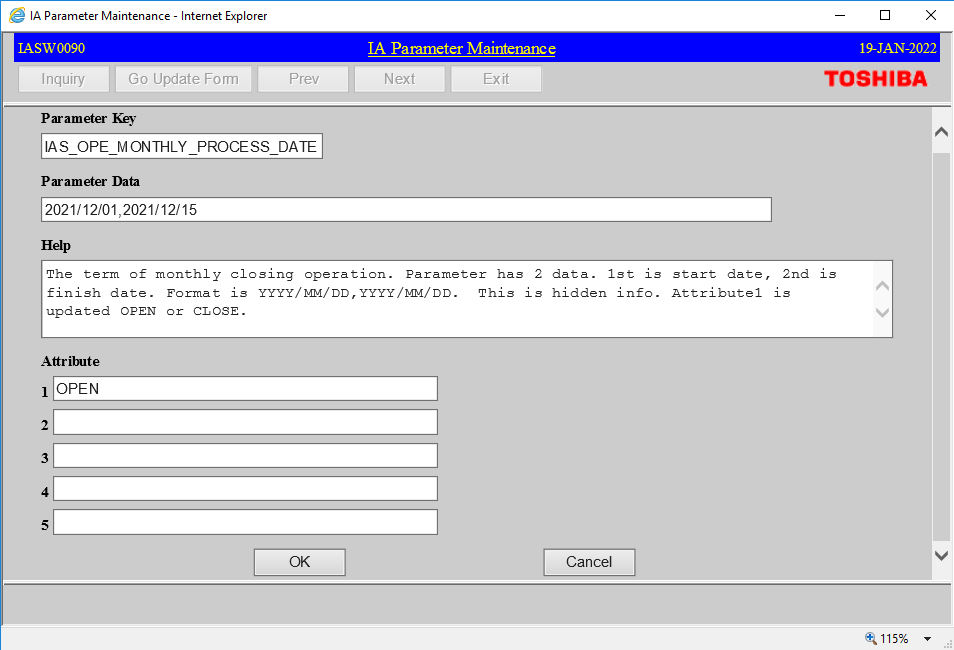 IA Parameter Maintenance - Internet Explorer
IASW0090
IA Parameter Maintenance
19-JAN-2022
Inquiry
Go Update Form
Prev
Next
Exit
TOSHIBA
Parameter Key
IAS_OPE_MONTHLY_PROCESS_DATE
Parameter Data
2021/12/01,2021/12/15
Help
The term of monthly closing operation. Parameter has 2 data. 1st is start date, 2nd is
finish date. Format is YYYY/MM/DD,YYYY/MM/DD.  This is hidden info. Attribute1 is
updated OPEN or CLOSE.
Attribute
1 OPEN
2
3
4
5
OK
Cancel
115%